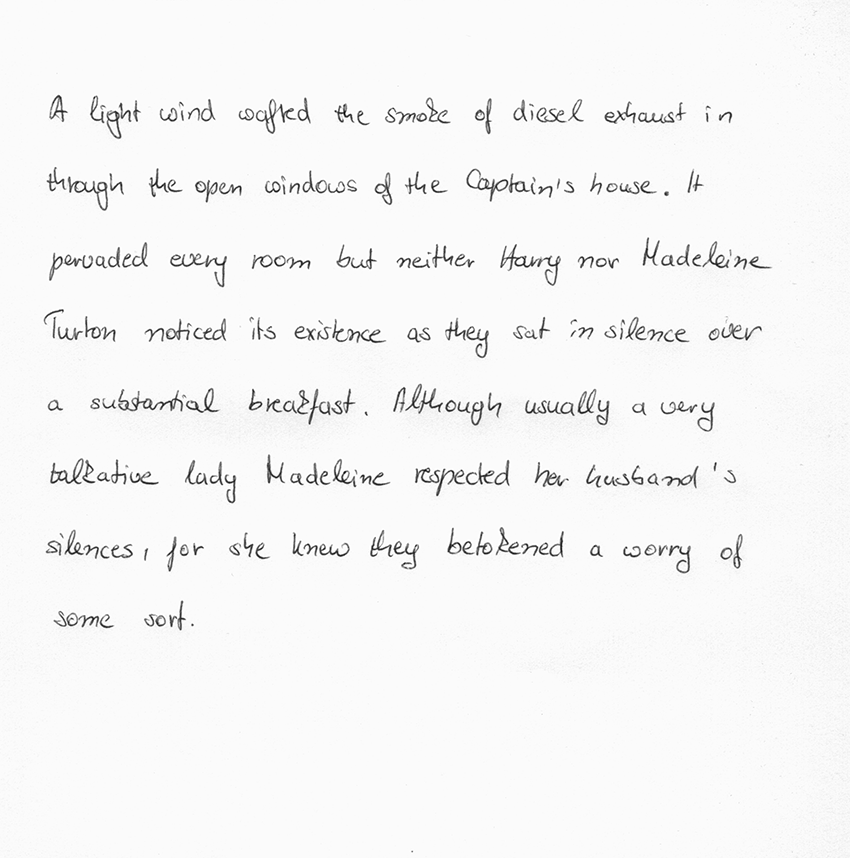 A light wind wafted the smoke of diesel exhaust in
through the open windows of the Captain's house. It
pervaded every room but neither Harry nor Madeleine
Turton noticed its existence as they sat in silence over
a substantial breakfast. Although usually a very
talkative lady Madeleine respected her husband's
silences, for she knew they betokened a worry of
some sort.